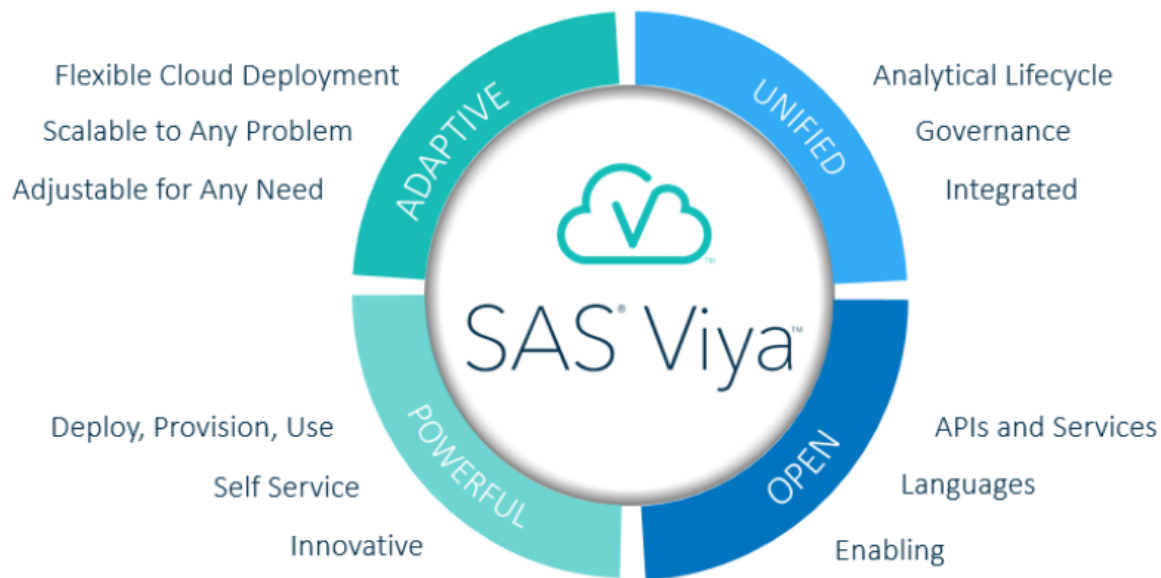 Flexible Cloud Deployment
Scalable to Any Problem
Adjustable for Any Need
ADAPTIVE
UNIFIED
Analytical Lifecycle
Governance
Integrated
™
SAS® Viya™
Deploy, Provision, Use
Self Service
Innovative
POWERFUL
OPEN
APIs and Services
Languages
Enabling